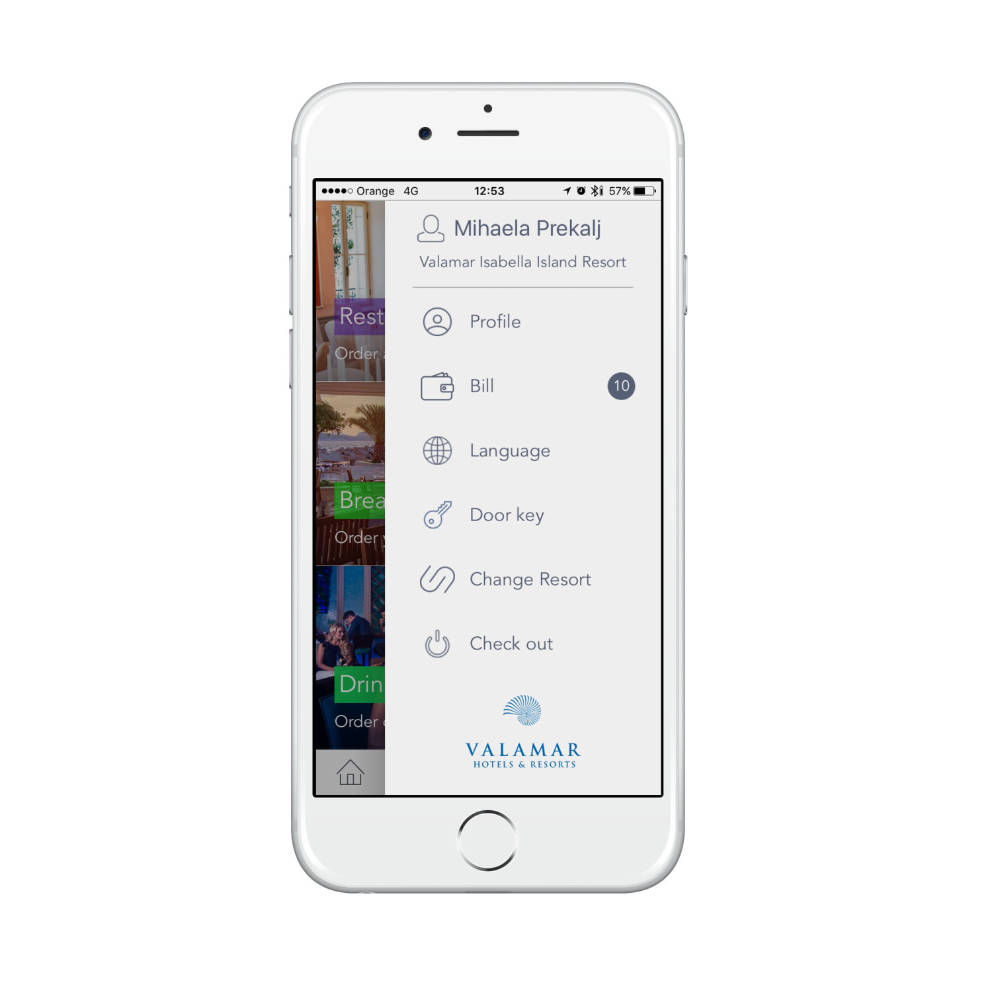 Orange 4G 12:53 57%
Mihaela Prekalj
Valamar Isabella Island Resort
Profile
Bill 10
Language
Door key
Change Resort
Check out
VALAMAR
HOTELS & RESORTS
Rest
Order
Brea
Order
Drin
Order